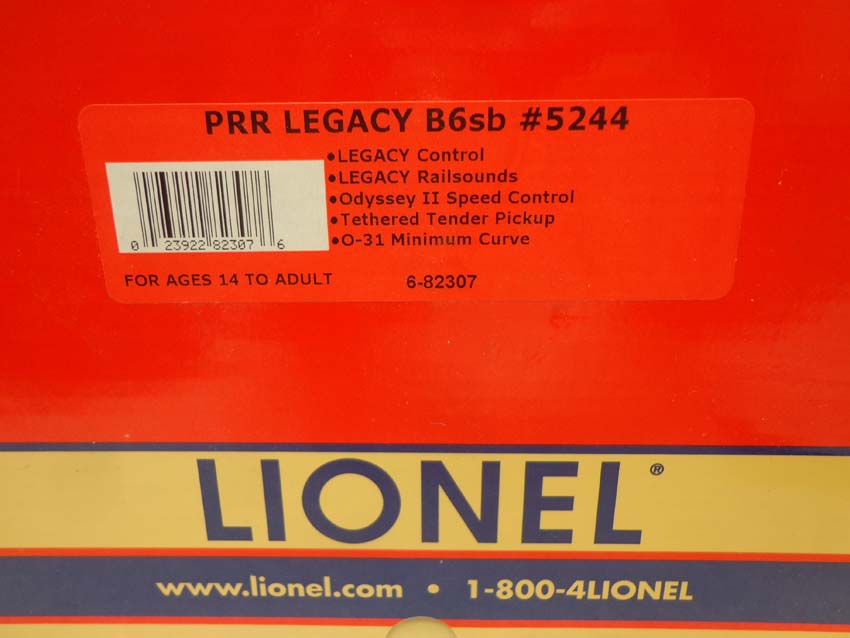 PRR LEGACY B6sb #5244
•LEGACY Control
•LEGACY Railsounds
•Odyssey II Speed Control
•Tethered Tender Pickup
•O-31 Minimum Curve
0 23922 82307 6
FOR AGES 14 TO ADULT 6-82307
LIONEL®
www.lionel.com • 1-800-4LIONEL